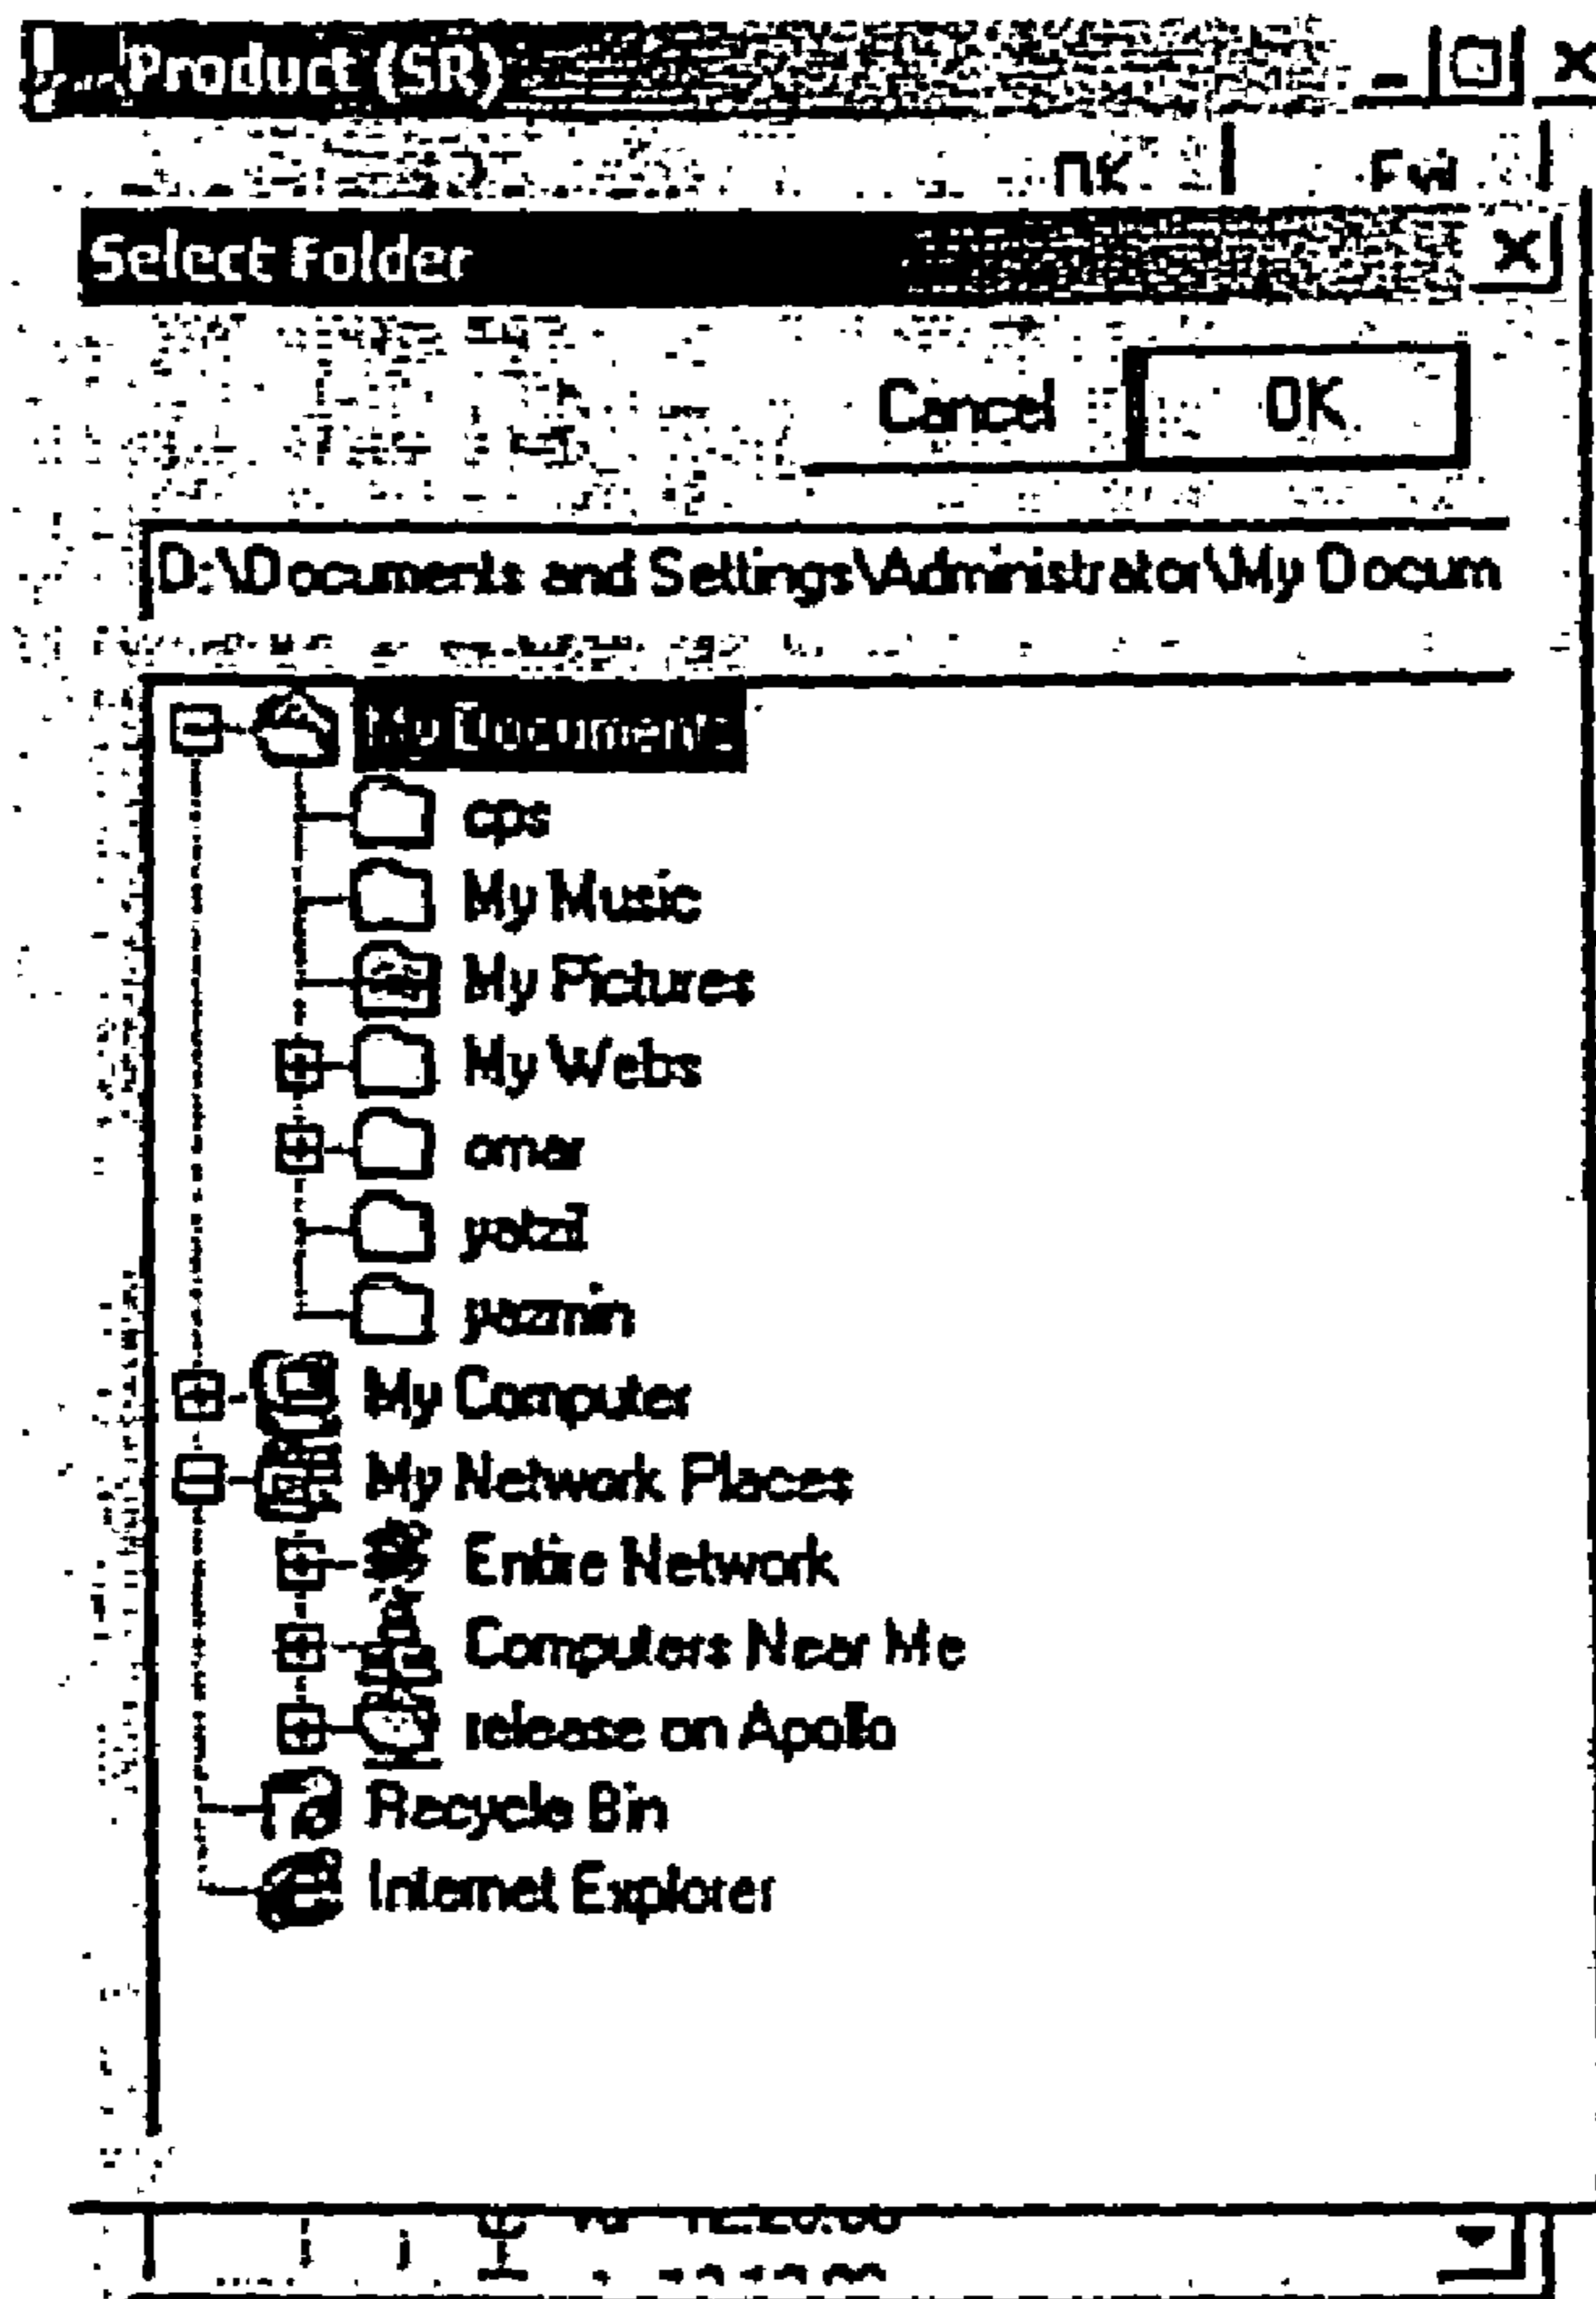 Product (SR)
OK
Select Folder
Cancel OK
D:\Documents and Settings\Administrator\My Docum
My Documents
cps
My Music
My Pictures
My Webs
omar
yazmin
My Computer
My Network Places
Entire Network
Computers Near Me
release on Apollo
Recycle Bin
Internet Explorer